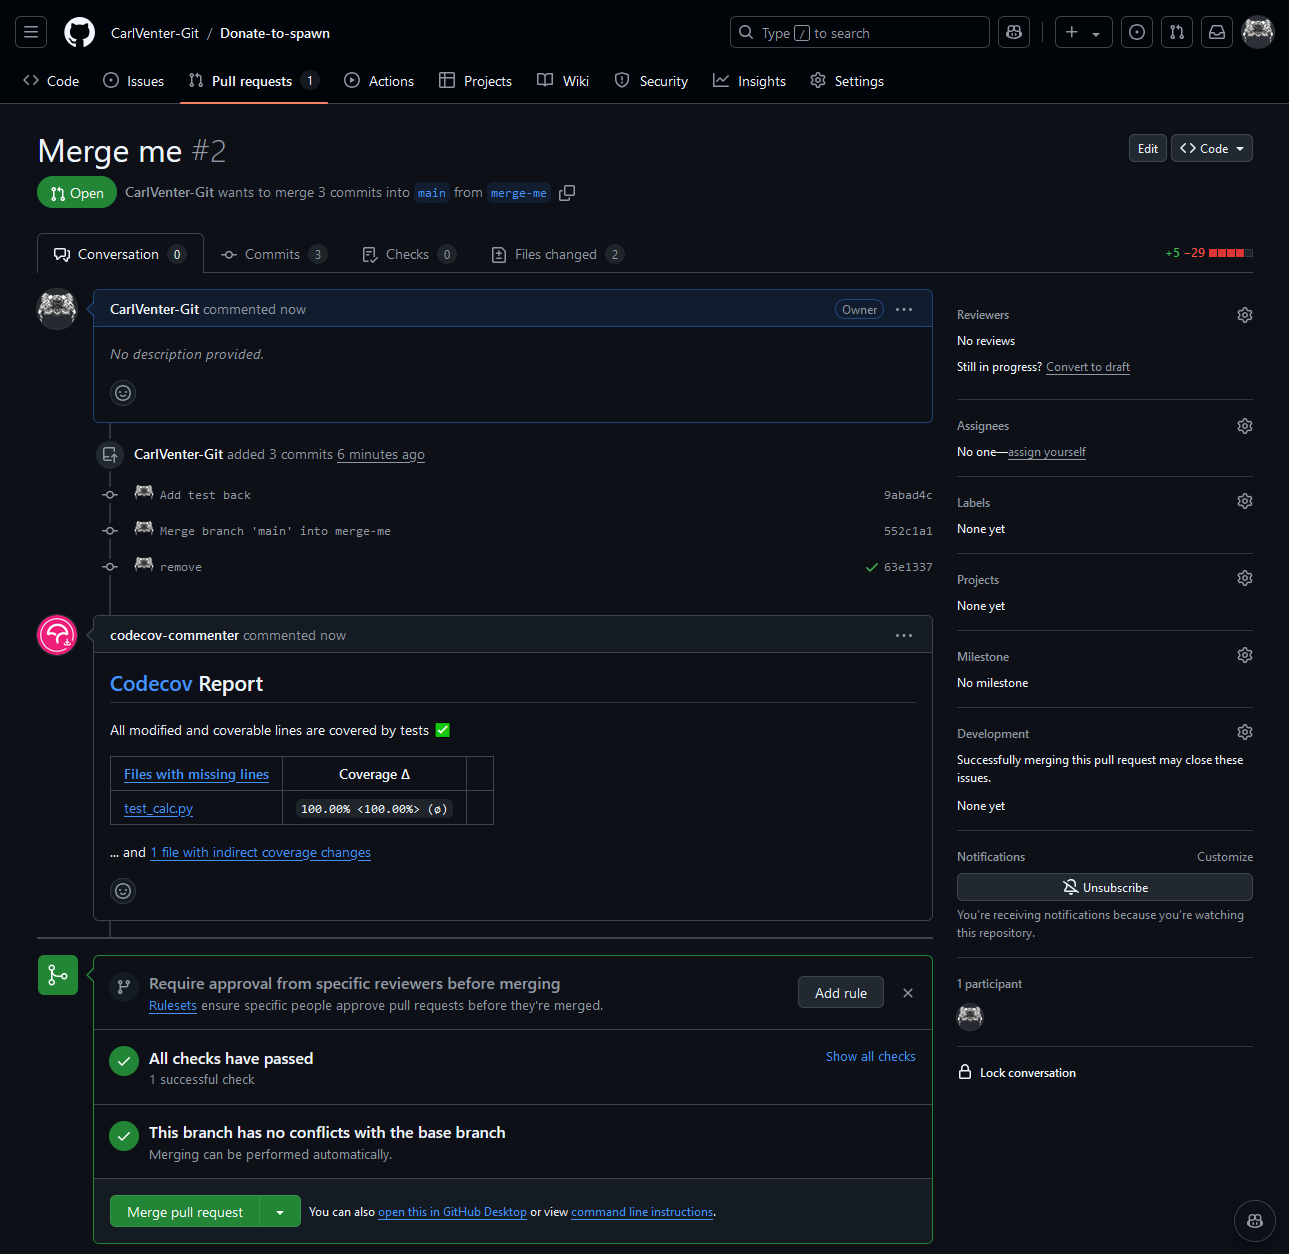 CarlVenter-Git / Donate-to-spawn
Type / to search
Code Issues Pull requests 1 Actions Projects Wiki Security Insights Settings
Merge me #2
Edit
Code
Open CarlVenter-Git wants to merge 3 commits into main from merge-me
Conversation 0 Commits 3 Checks 0 Files changed 2
+5 −29
CarlVenter-Git commented now
Owner
No description provided.
CarlVenter-Git added 3 commits 6 minutes ago
Add test back 9abad4c
Merge branch 'main' into merge-me 552c1a1
remove 63e1337
codecov-commenter commented now
Codecov Report
All modified and coverable lines are covered by tests ✅
Files with missing lines Coverage Δ
test_calc.py 100.00% <100.00%> (ø)
... and 1 file with indirect coverage changes
Require approval from specific reviewers before merging
Rulesets ensure specific people approve pull requests before they're merged.
Add rule
All checks have passed
1 successful check
Show all checks
This branch has no conflicts with the base branch
Merging can be performed automatically.
Merge pull request
You can also open this in GitHub Desktop or view command line instructions.
Reviewers
No reviews
Still in progress? Convert to draft
Assignees
No one—assign yourself
Labels
None yet
Projects
None yet
Milestone
No milestone
Development
Successfully merging this pull request may close these
issues.
None yet
Notifications Customize
Unsubscribe
You're receiving notifications because you're watching
this repository.
1 participant
Lock conversation